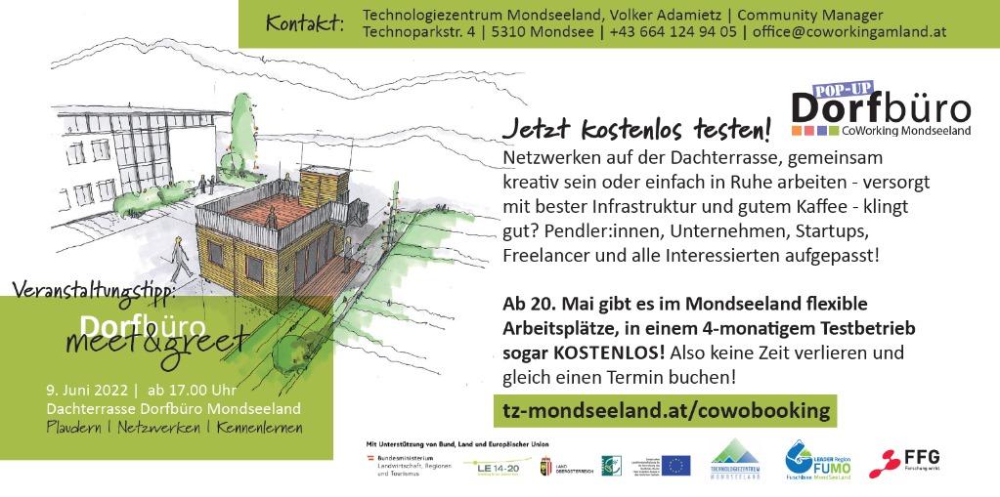 Kontakt:
Technologiezentrum Mondseeland, Volker Adamietz | Community Manager
Technoparkstr. 4 | 5310 Mondsee | +43 664 124 94 05 | office@coworkingamland.at
POP-UP
Dorfbüro
CoWorking Mondseeland
Jetzt kostenlos testen!
Netzwerken auf der Dachterrasse, gemeinsam
kreativ sein oder einfach in Ruhe arbeiten - versorgt
mit bester Infrastruktur und gutem Kaffee - klingt
gut? Pendler:innen, Unternehmen, Startups,
Freelancer und alle Interessierten aufgepasst!
Ab 20. Mai gibt es im Mondseeland flexible
Arbeitsplätze, in einem 4-monatigem Testbetrieb
sogar KOSTENLOS! Also keine Zeit verlieren und
gleich einen Termin buchen!
tz-mondseeland.at/cowobooking
Veranstaltungstipp:
Dorfbüro
meet&greet
9. Juni 2022 | ab 17.00 Uhr
Dachterrasse Dorfbüro Mondseeland
Plaudern | Netzwerken | Kennenlernen
Mit Unterstützung von Bund, Land und Europäischer Union
Bundesministerium
Landwirtschaft, Regionen
und Tourismus
LE 14-20
LAND
OBERÖSTERREICH
TECHNOLOGIEZENTRUM
MONDSEELAND
LEADER Region
FUMO
Fuschlsee MondSeeLand
FFG
Forschung wirkt.